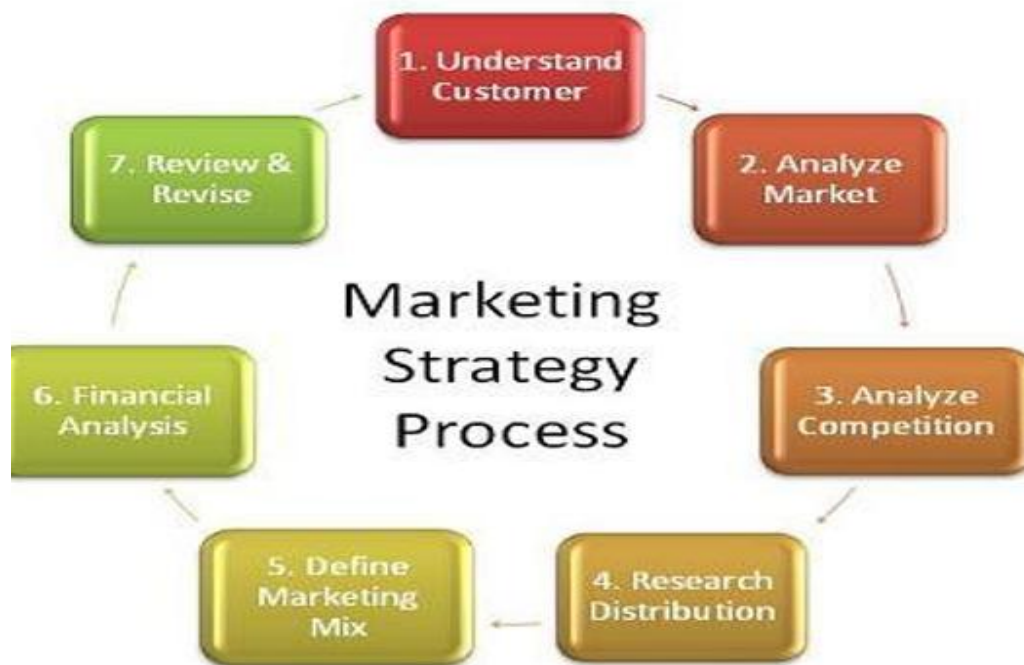 1. Understand
Customer
2. Analyze
Market
3. Analyze
Competition
4. Research
Distribution
5. Define
Marketing
Mix
6. Financial
Analysis
7. Review &
Revise
Marketing
Strategy
Process